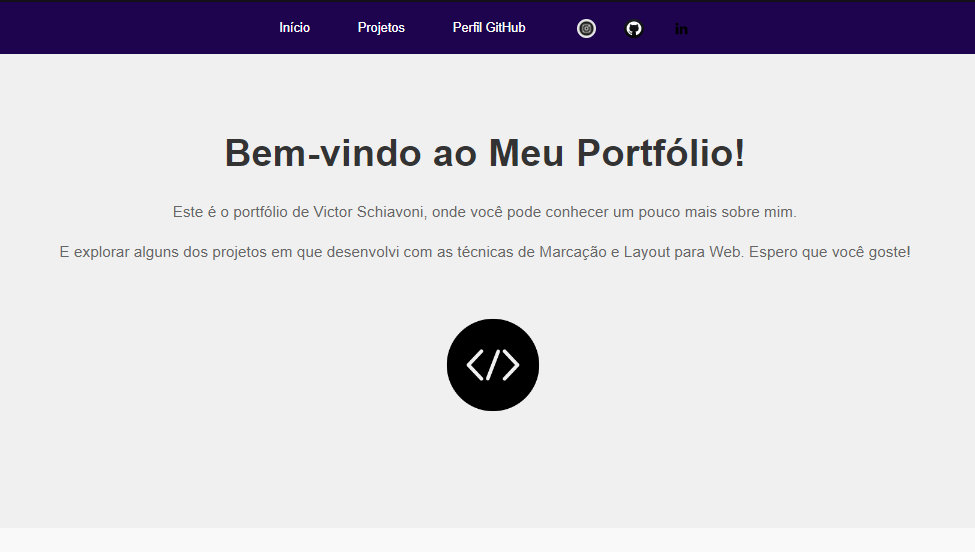 Início Projetos Perfil GitHub in
Bem-vindo ao Meu Portfólio!
Este é o portfólio de Victor Schiavoni, onde você pode conhecer um pouco mais sobre mim.
E explorar alguns dos projetos em que desenvolvi com as técnicas de Marcação e Layout para Web. Espero que você goste!
</>